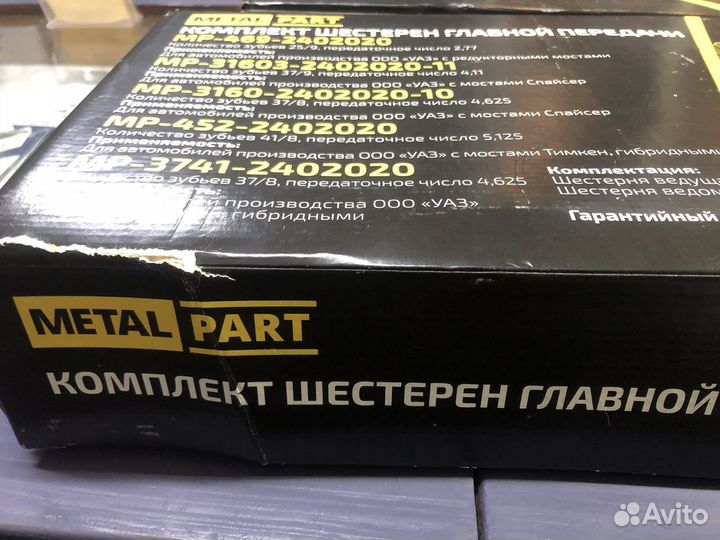 METAL PART
КОМПЛЕКТ ШЕСТЕРЕН ГЛАВНОЙ ПЕРЕДАЧИ
MP-469-2402020
Количество зубьев 25/9, передаточное число 2,77
Применяемость:
Для автомобилей производства ООО «УАЗ» с редукторными мостами
MP-31603-2402020-11
Количество зубьев 37/9, передаточное число 4,11
Применяемость:
Для автомобилей производства ООО «УАЗ» с мостами Спайсер
MP-3160-2402020-10
Количество зубьев 37/8, передаточное число 4,625
Применяемость:
Для автомобилей производства ООО «УАЗ» с мостами Спайсер
MP-452-2402020
Количество зубьев 41/8, передаточное число 5,125
Применяемость:
Для автомобилей производства ООО «УАЗ» с мостами Тимкен, гибридными
MP-3741-2402020
зубьев 37/8, передаточное число 4,625
производства ООО «УАЗ»
гибридными
Комплектация:
Шестерня ведуща
Шестерня ведом
Гарантийный
METAL PART
КОМПЛЕКТ ШЕСТЕРЕН ГЛАВНОЙ
Avito